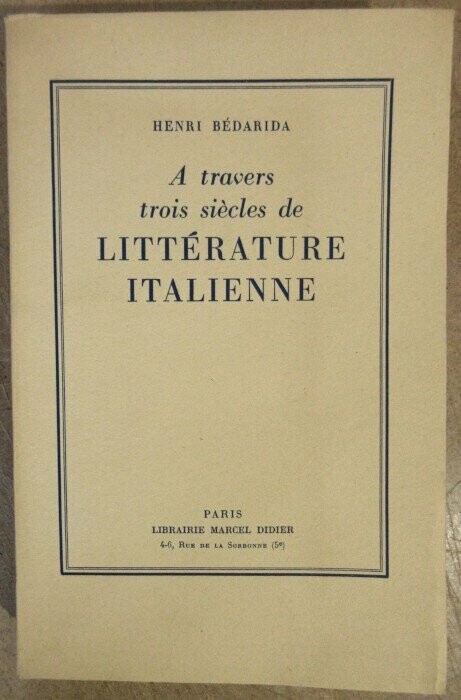 HENRI BÉDARIDA
A travers
trois siècles de
LITTÉRATURE
ITALIENNE
PARIS
LIBRAIRIE MARCEL DIDIER
4-6, RUE DE LA SORBONNE (5e)